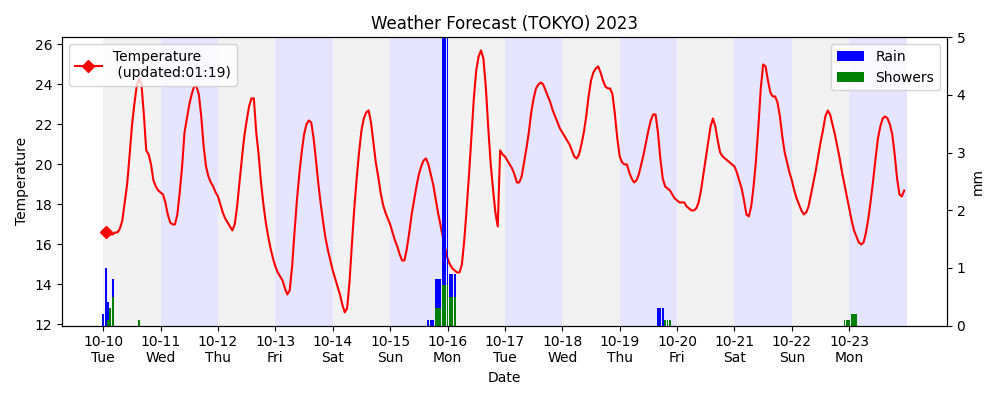 Weather Forecast (TOKYO) 2023
Temperature
(updated:01:19)
Rain
Showers
Temperature
26
24
22
20
18
16
14
12
5
4
3
2
1
0
mm
10-10 10-11 10-12 10-13 10-14 10-15 10-16 10-17 10-18 10-19 10-20 10-21 10-22 10-23
Tue Wed Thu Fri Sat Sun Mon Tue Wed Thu Fri Sat Sun Mon
Date